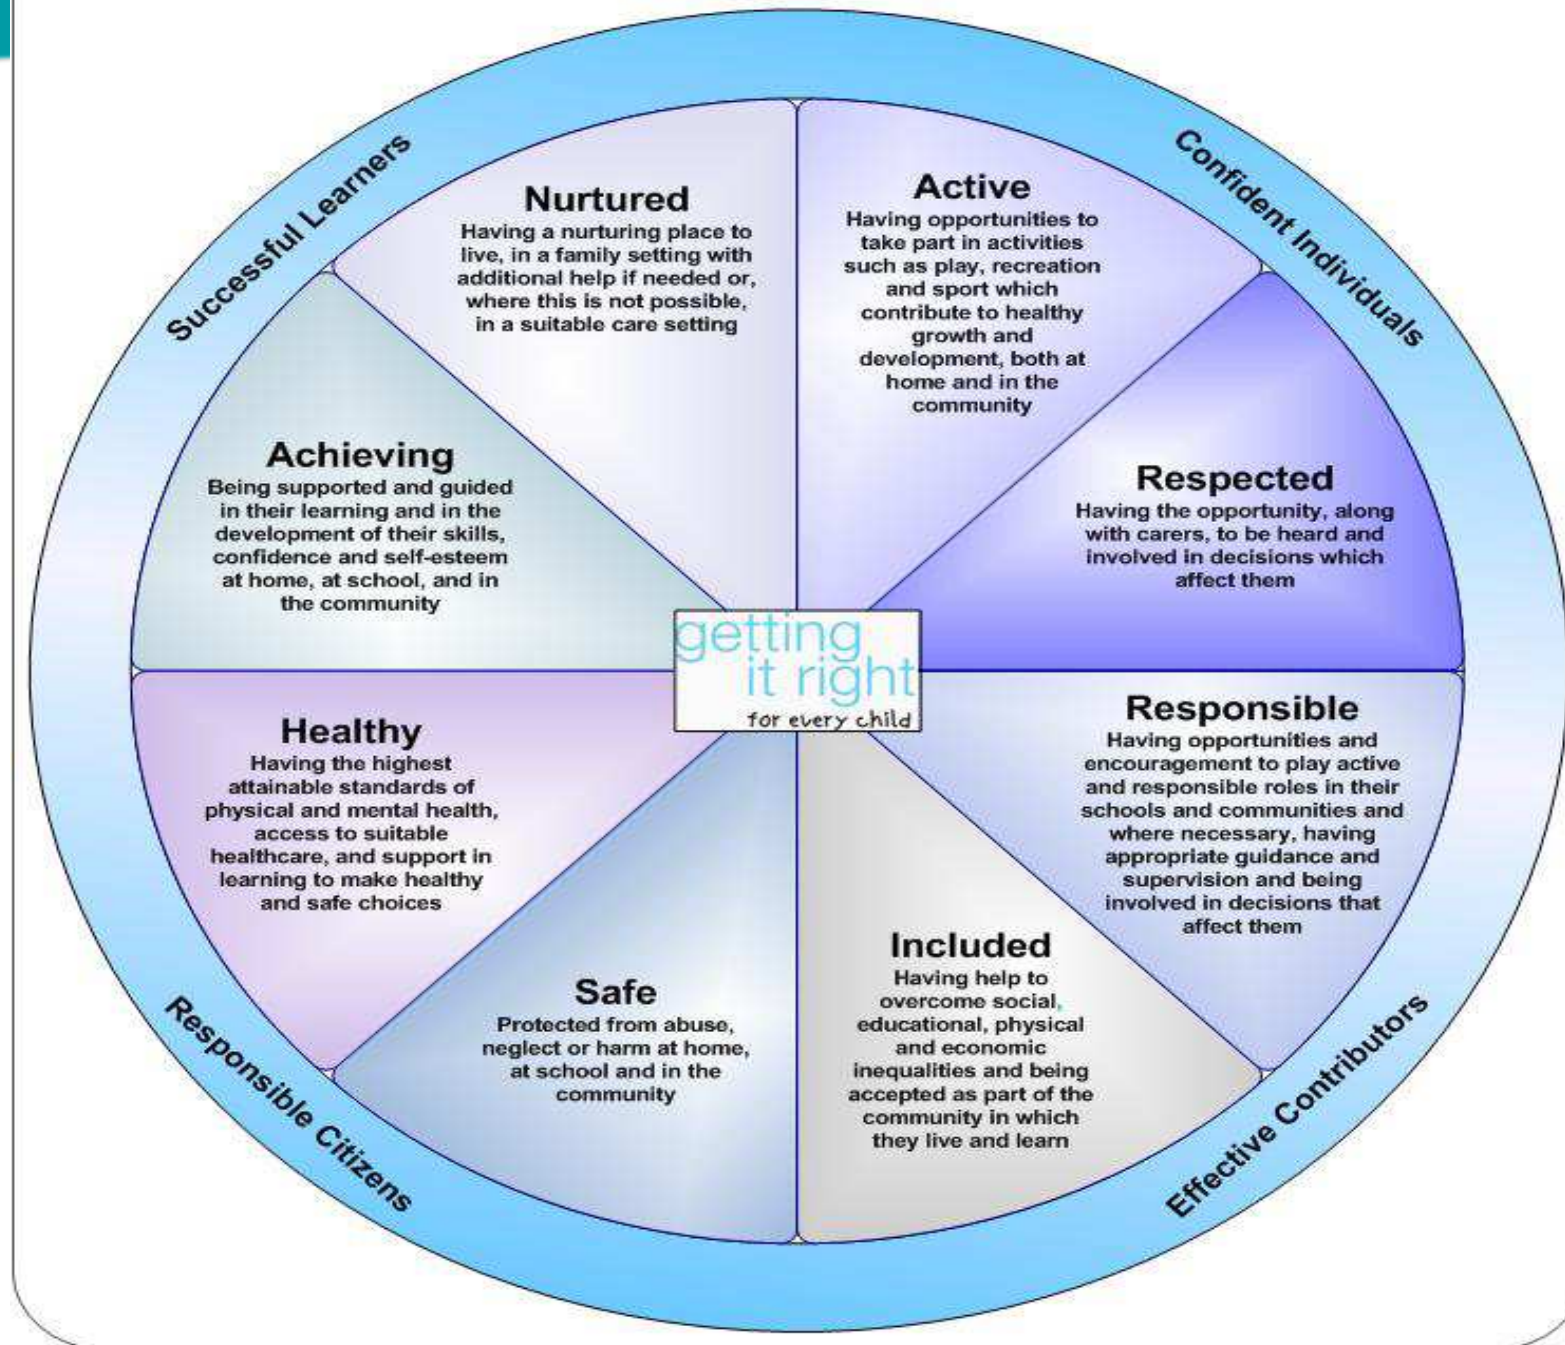 Successful Learners
Confident Individuals
Nurtured
Having a nurturing place to
live, in a family setting with
additional help if needed or,
where this is not possible,
in a suitable care setting
Active
Having opportunities to
take part in activities
such as play, recreation
and sport which
contribute to healthy
growth and
development, both at
home and in the
community
Achieving
Being supported and guided
in their learning and in the
development of their skills,
confidence and self-esteem
at home, at school, and in
the community
Respected
Having the opportunity, along
with carers, to be heard and
involved in decisions which
affect them
getting
it right
for every child
Healthy
Having the highest
attainable standards of
physical and mental health,
access to suitable
healthcare, and support in
learning to make healthy
and safe choices
Responsible
Having opportunities and
encouragement to play active
and responsible roles in their
schools and communities and
where necessary, having
appropriate guidance and
supervision and being
involved in decisions that
affect them
Safe
Protected from abuse,
neglect or harm at home,
at school and in the
community
Included
Having help to
overcome social,
educational, physical
and economic
inequalities and being
accepted as part of the
community in which
they live and learn
Responsible Citizens
Effective Contributors